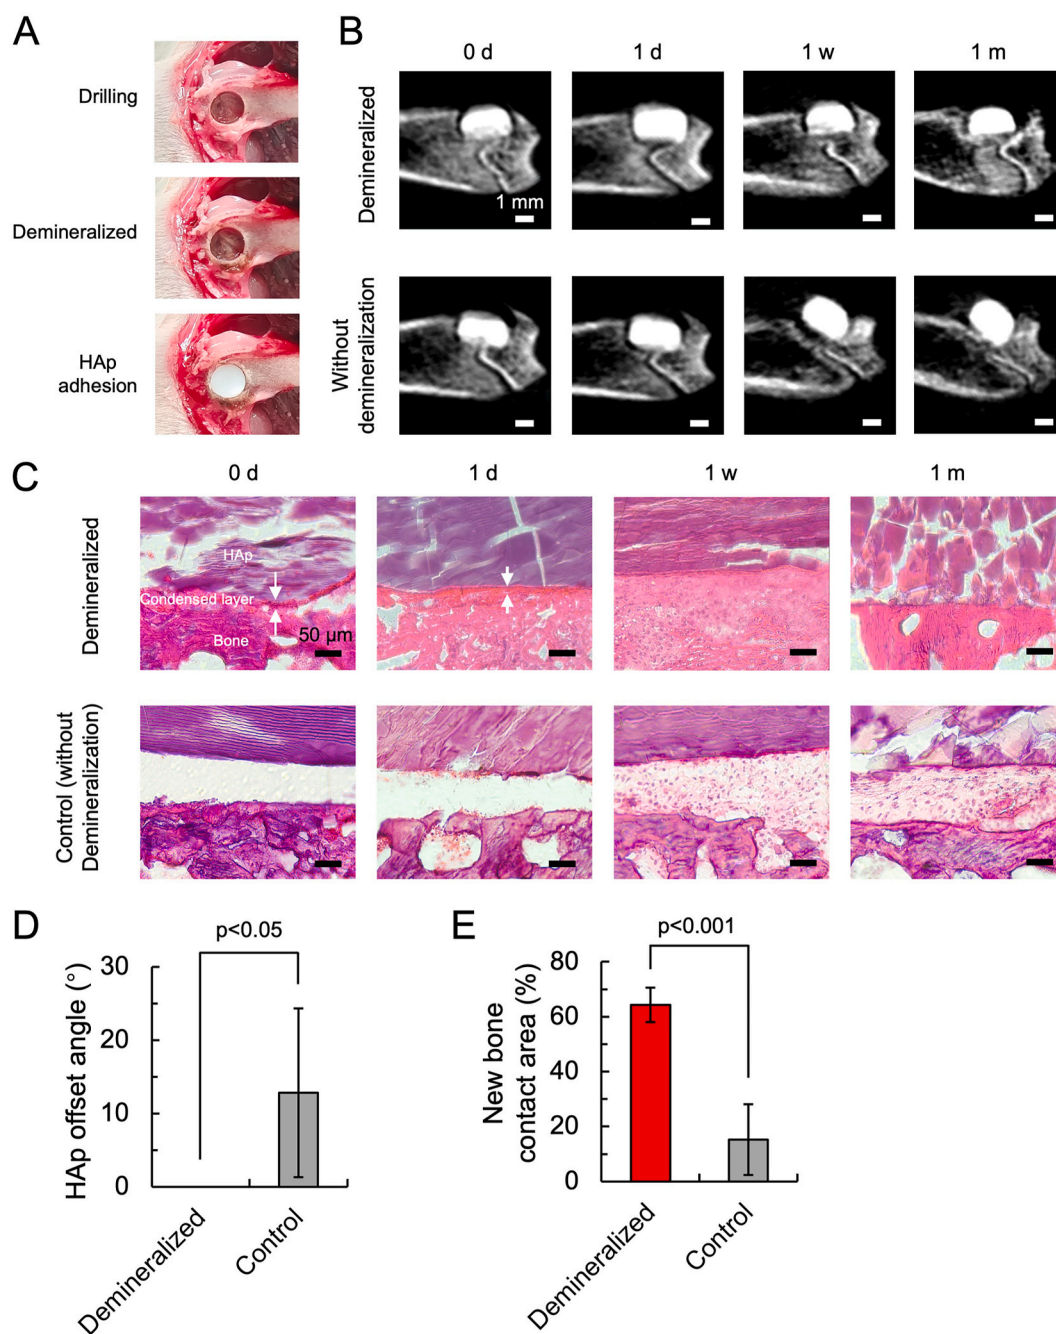 A
Drilling
Demineralized
HAp
adhesion
B
0 d
1 d
1 w
1 m
Demineralized
1 mm
Without
demineralization
C
0 d
1 d
1 w
1 m
Demineralized
HAp
Condensed layer
Bone
50 μm
Control (without
Demineralization)
D
p<0.05
HAp offset angle (°)
30
20
10
0
Demineralized
Control
E
p<0.001
New bone
contact area (%)
80
60
40
20
0
Demineralized
Control